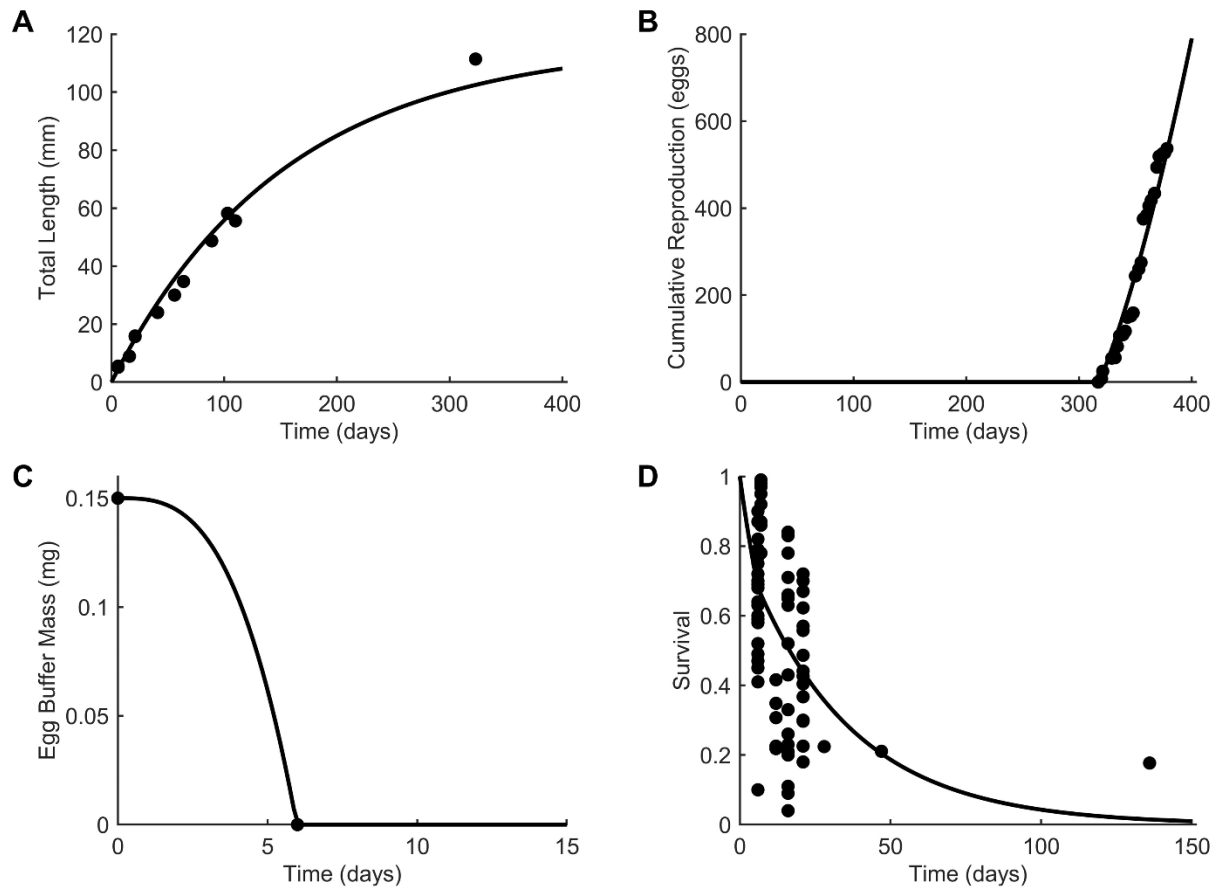 A
Total Length (mm)
120
100
80
60
40
20
0
0 100 200 300 400
Time (days)
B
Cumulative Reproduction (eggs)
800
600
400
200
0
0 100 200 300 400
Time (days)
C
Egg Buffer Mass (mg)
0.15
0.1
0.05
0
0 5 10 15
Time (days)
D
Survival
1
0.8
0.6
0.4
0.2
0
0 50 100 150
Time (days)